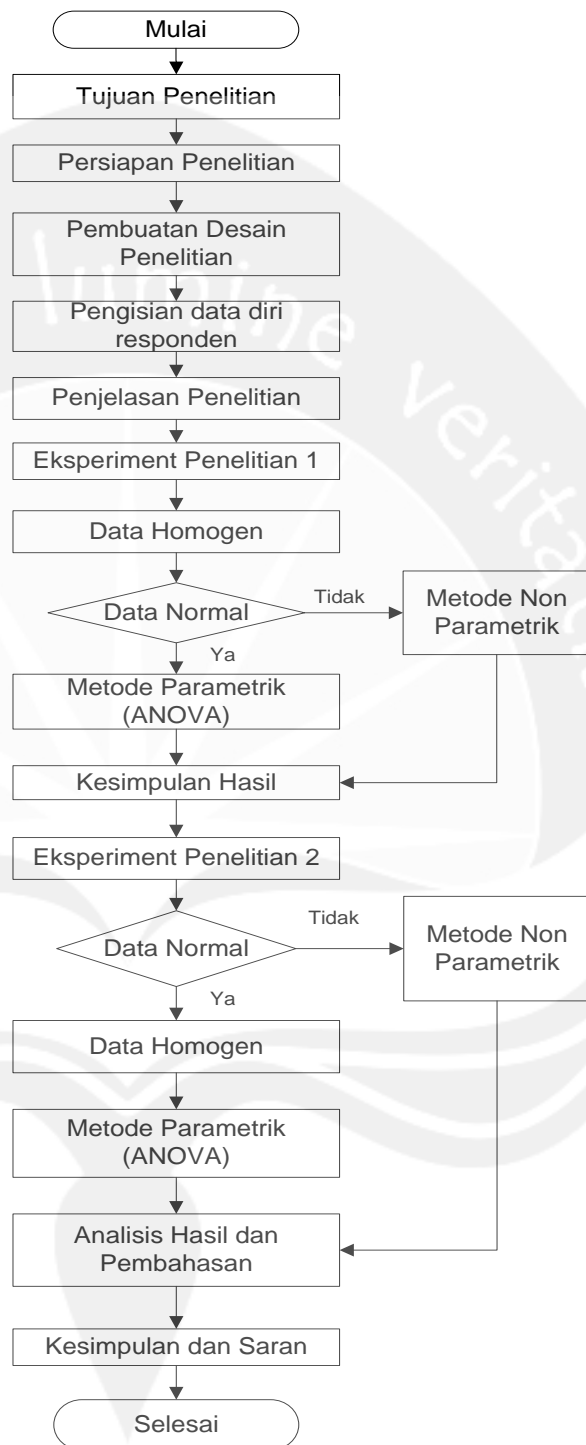 Mulai
Tujuan Penelitian
Persiapan Penelitian
Pembuatan Desain
Penelitian
Pengisian data diri
responden
Penjelasan Penelitian
Eksperiment Penelitian 1
Data Homogen
Data Normal
Tidak
Metode Non
Parametrik
Ya
Metode Parametrik
(ANOVA)
Kesimpulan Hasil
Eksperiment Penelitian 2
Data Normal
Tidak
Metode Non
Parametrik
Ya
Data Homogen
Metode Parametrik
(ANOVA)
Analisis Hasil dan
Pembahasan
Kesimpulan dan Saran
Selesai
lumine veritat